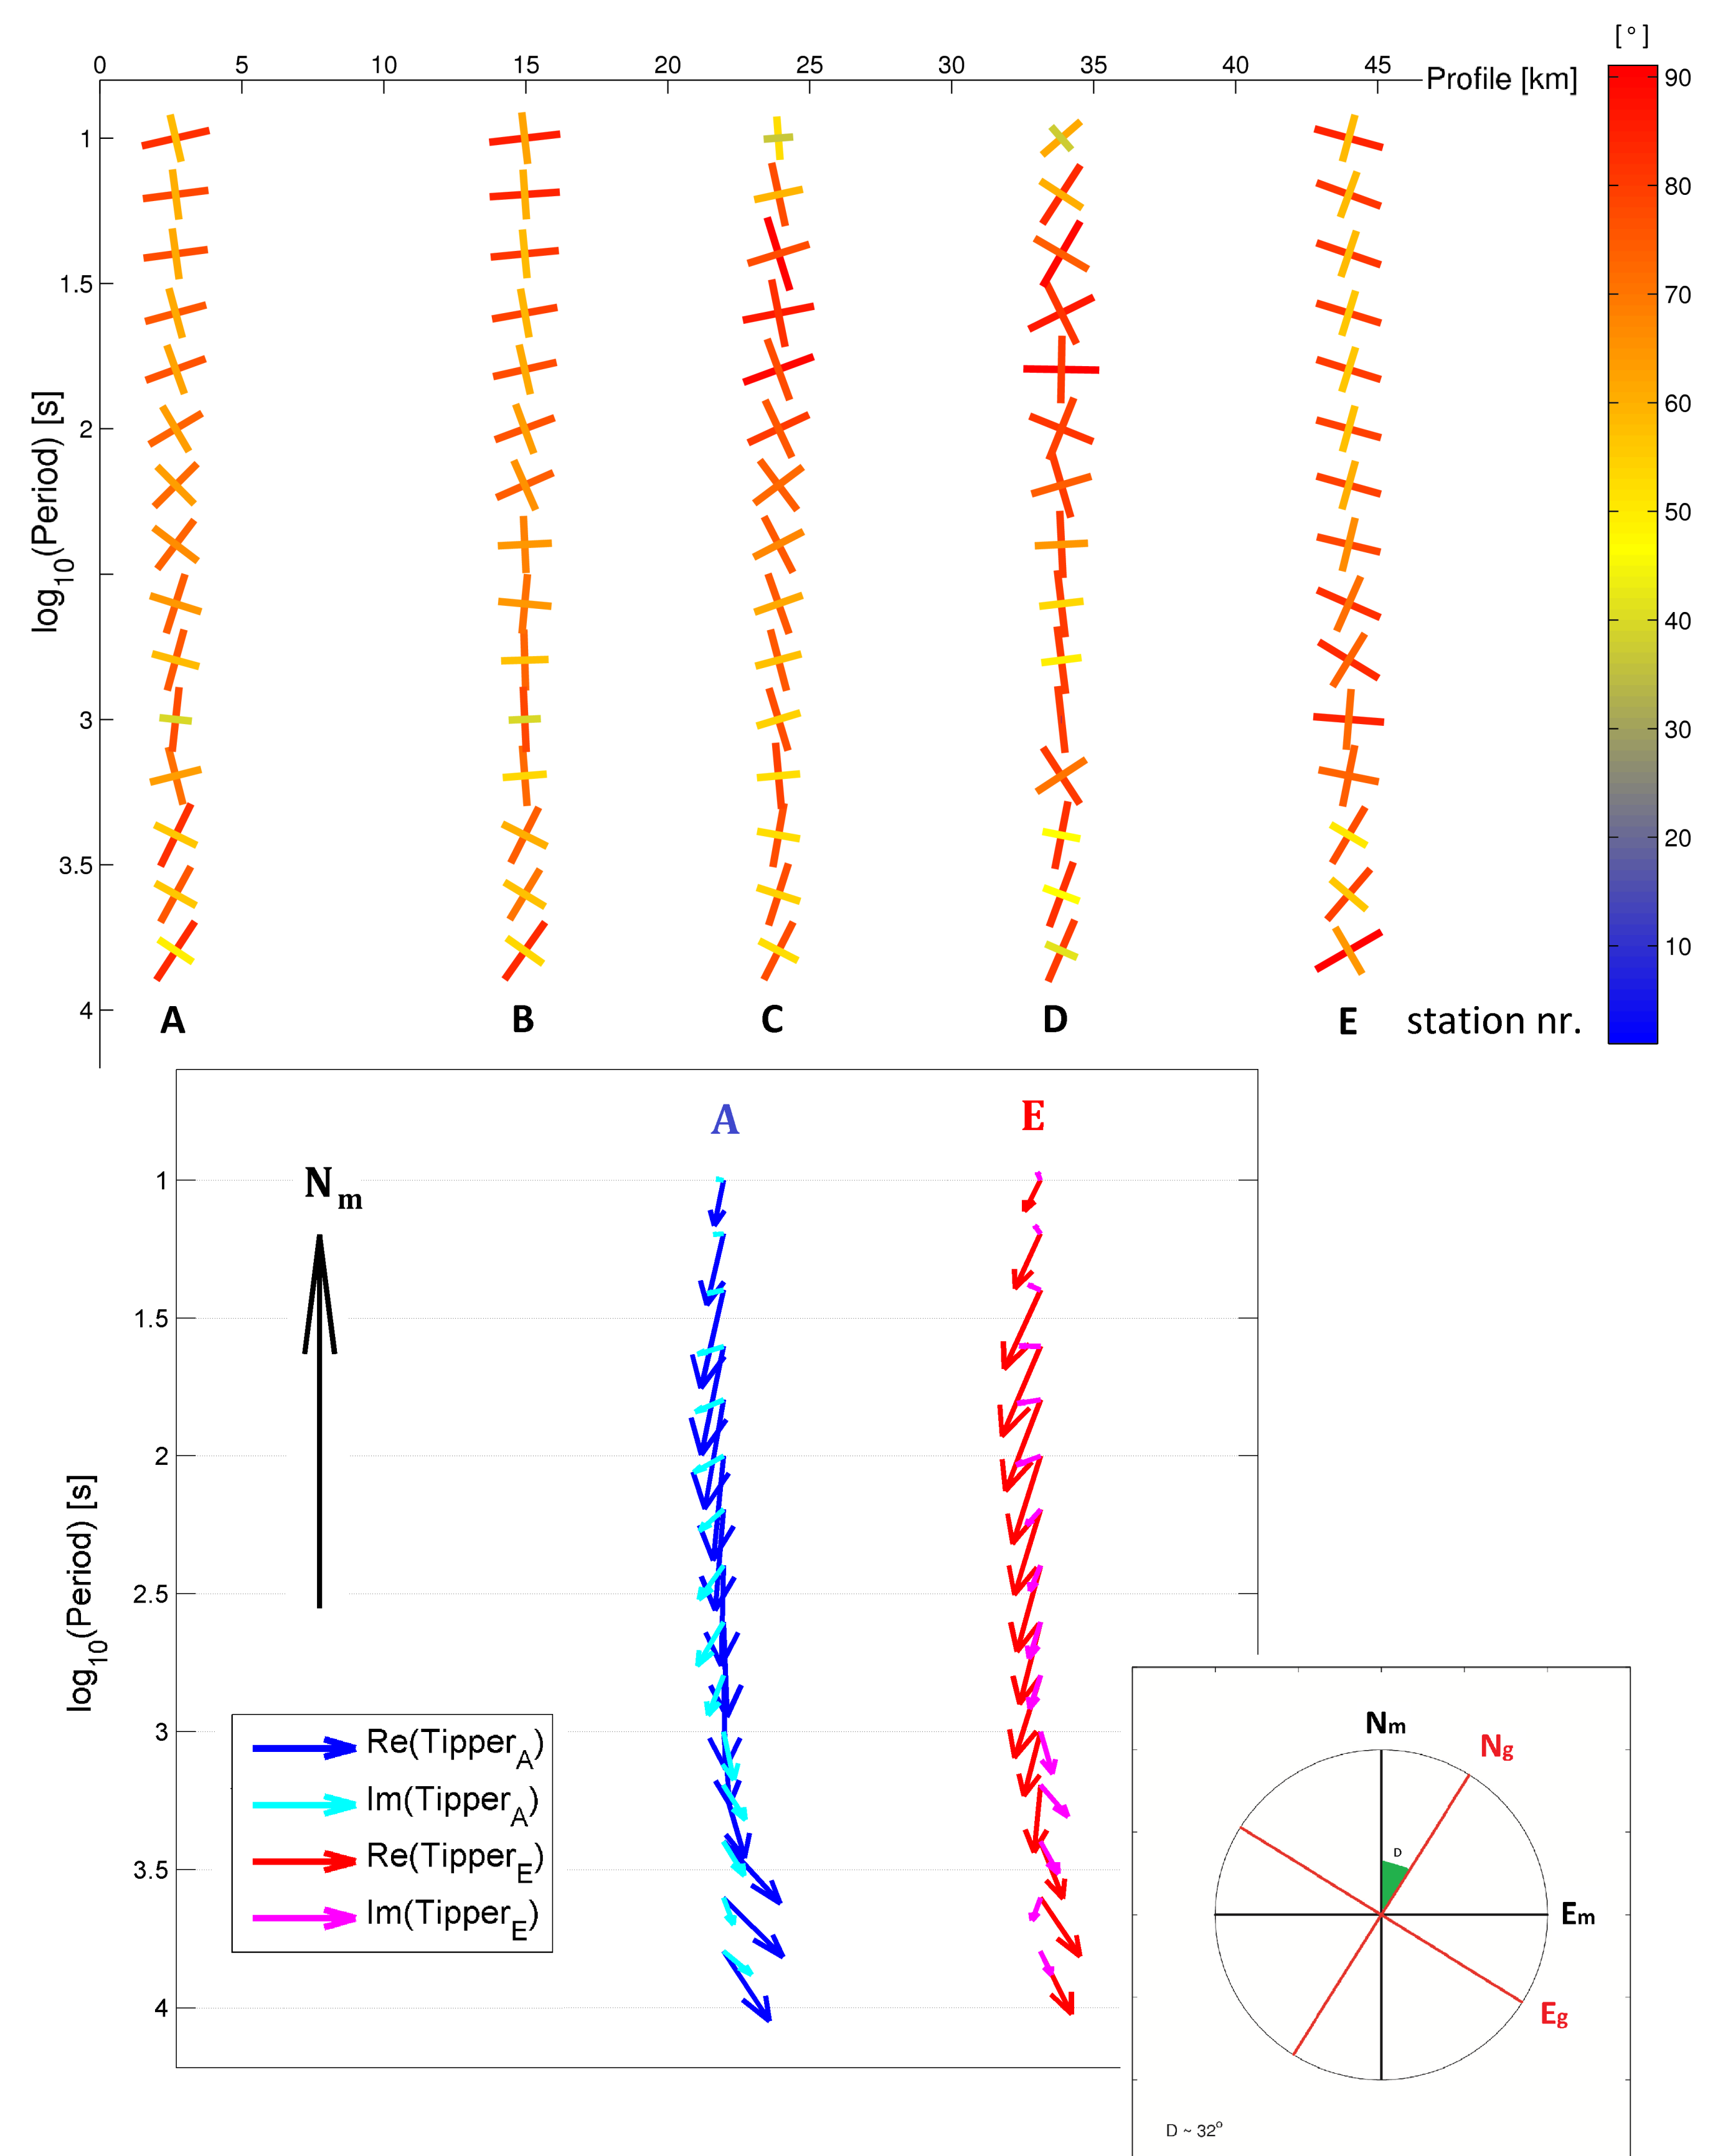 [°]
0 5 10 15 20 25 30 35 40 45
Profile [km]
90
80
70
60
50
40
30
20
10
log10(Period) [s]
1
1.5
2
3
3.5
4
A B C D E station nr.
A E
Nm
log10(Period) [s]
1
1.5
2
2.5
3
3.5
4
Re(TipperA)
Im(TipperA)
Re(TipperE)
Im(TipperE)
Nm
Ng
D
Em
Eg
D ~ 32°